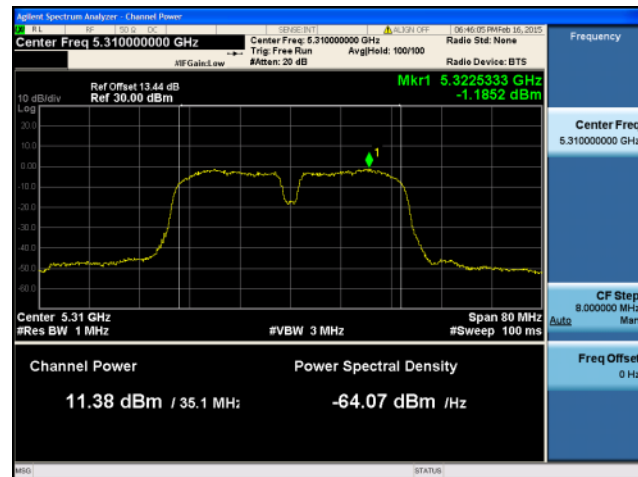 Agilent Spectrum Analyzer - Channel Power
RL RF 50 Ω DC SENSE:INT ALIGN OFF 06:46:05 PM Feb 16, 2015
Center Freq 5.310000000 GHz
Center Freq: 5.310000000 GHz
Radio Std: None
Trig: Free Run Avg|Hold: 100/100
#IFGain:Low #Atten: 20 dB Radio Device: BTS
Ref Offset 13.44 dB
Mkr1 5.3225333 GHz
10 dB/div Ref 30.00 dBm -1.1852 dBm
Log
20.0
10.0
0.00
-10.0
-20.0
-30.0
-40.0
-50.0
-60.0
1
Center 5.31 GHz Span 80 MHz
#Res BW 1 MHz #VBW 3 MHz #Sweep 100 ms
Channel Power Power Spectral Density
11.38 dBm / 35.1 MHz -64.07 dBm /Hz
MSG STATUS
Frequency
Center Freq
5.310000000 GHz
CF Step
8.000000 MHz
Auto Man
Freq Offset
0 Hz